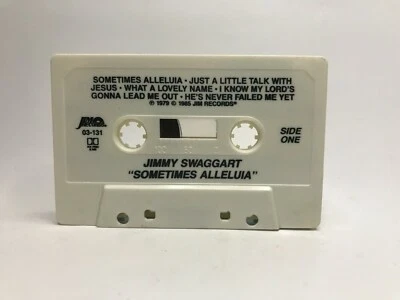 SOMETIMES ALLELUIA · JUST A LITTLE TALK WITH
JESUS · WHAT A LOVELY NAME · I KNOW MY LORD'S
GONNA LEAD ME OUT · HE'S NEVER FAILED ME YET
℗ 1979 © 1985 JIM RECORDS®
03-131
SIDE
ONE
JIMMY SWAGGART
"SOMETIMES ALLELUIA"